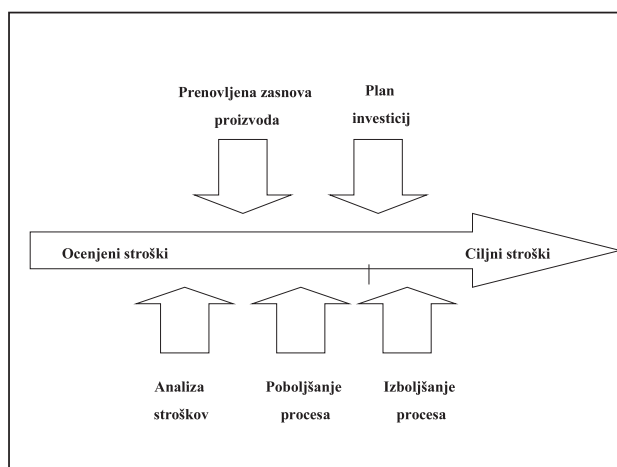 Prenovljena zasnova
proizvoda
Plan
investicij
Ocenjeni stroški
Ciljni stroški
Analiza
stroškov
Poboljšanje
procesa
Izboljšanje
procesa